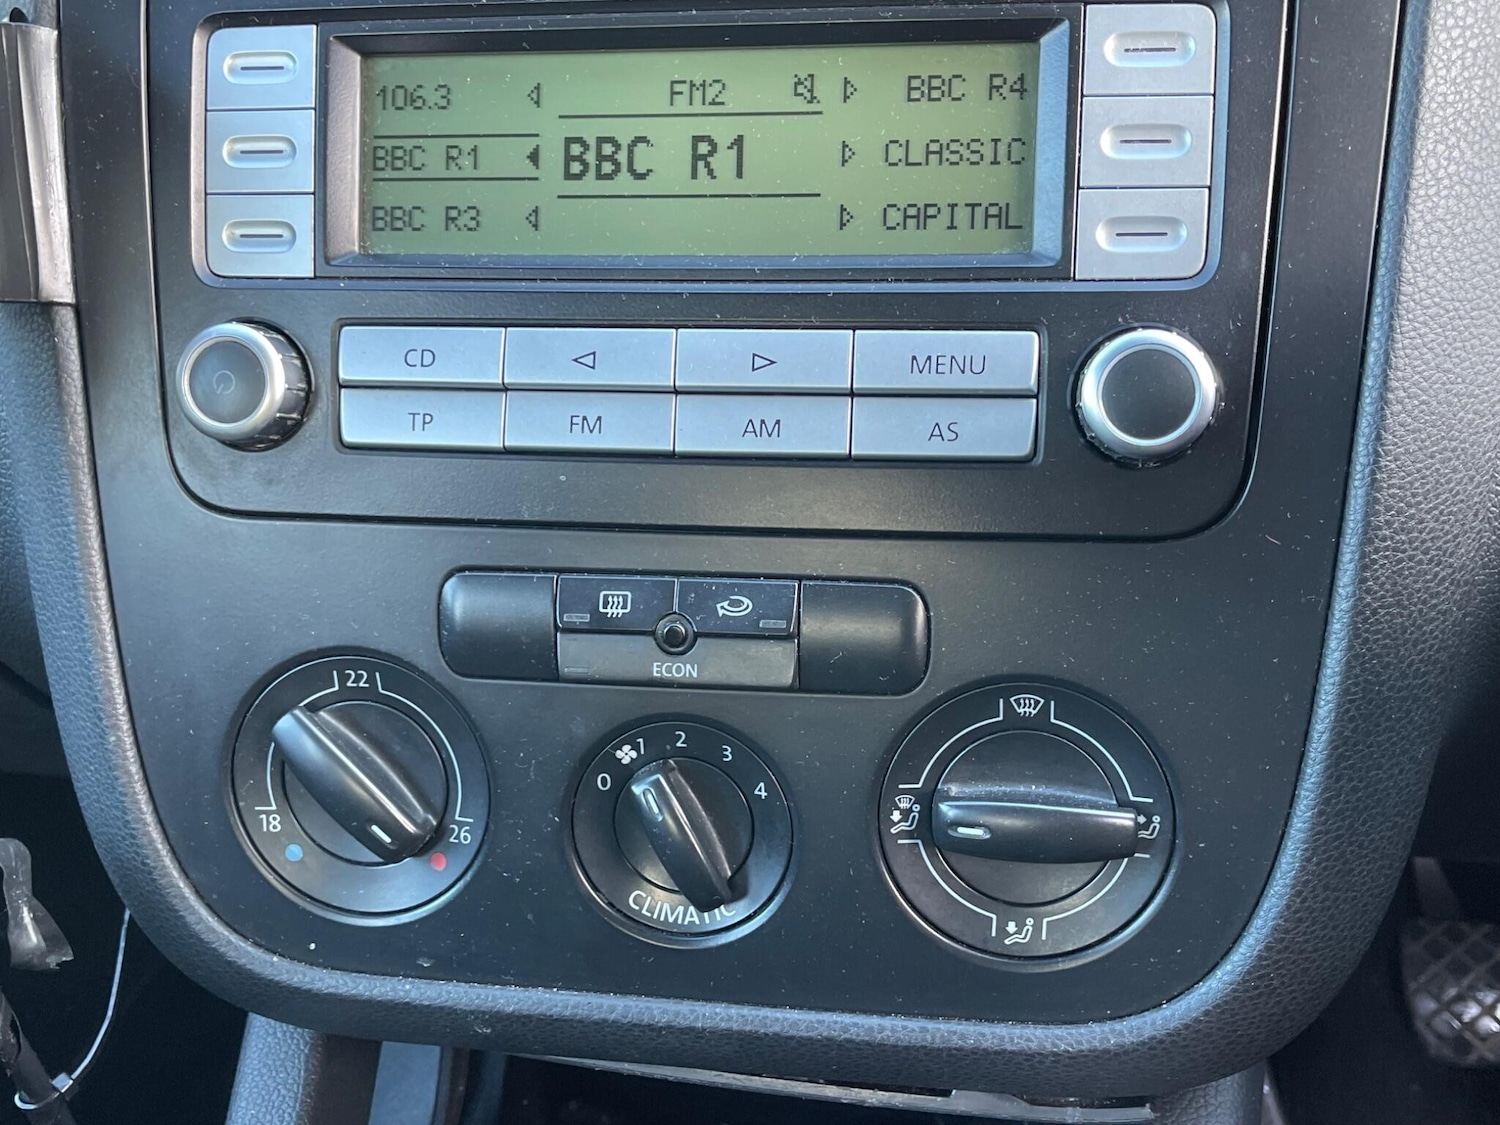 106.3 FM2 BBC R4
BBC R1 BBC R1 CLASSIC
BBC R3 CAPITAL
CD MENU
TP FM AM AS
ECON
22
18 26
0 1 2 3 4
CLIMATIC